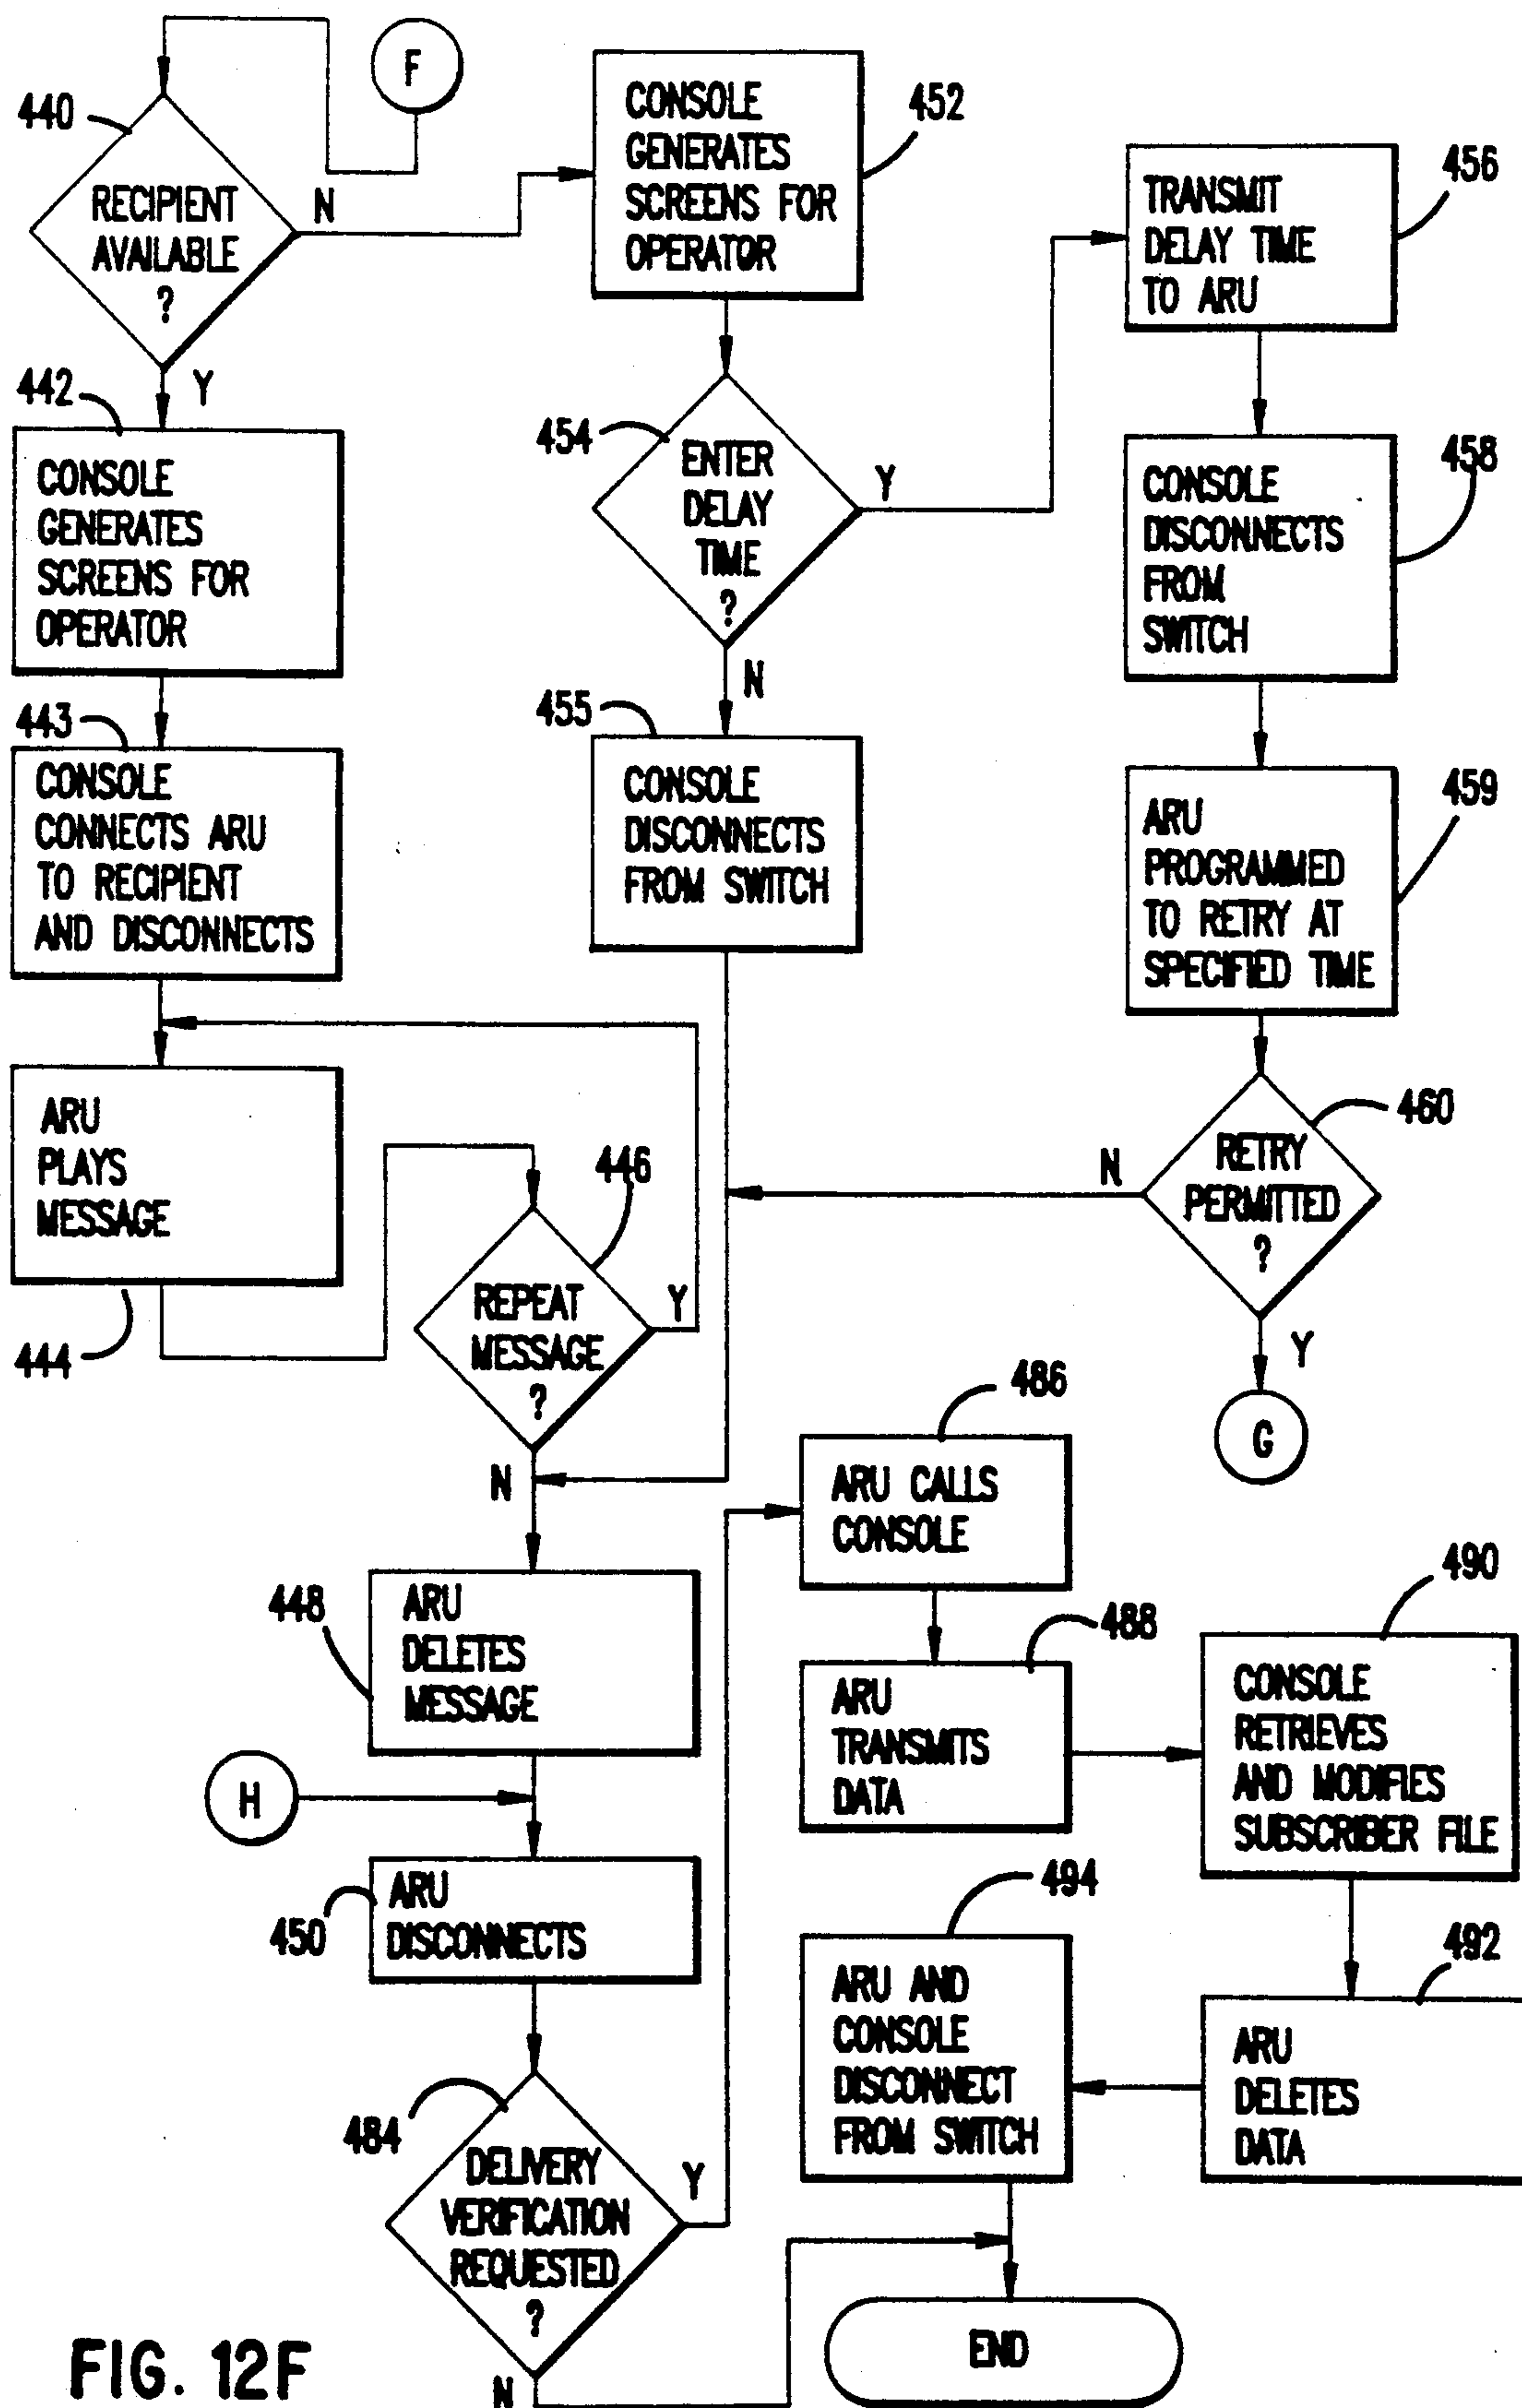 F
440
RECIPIENT
AVAILABLE
?
N
Y
452
CONSOLE
GENERATES
SCREENS FOR
OPERATOR
456
TRANSMIT
DELAY TIME
TO ARU
442
CONSOLE
GENERATES
SCREENS FOR
OPERATOR
454
ENTER
DELAY
TIME
?
Y
N
458
CONSOLE
DISCONNECTS
FROM
SWITCH
443
CONSOLE
CONNECTS ARU
TO RECIPIENT
AND DISCONNECTS
455
CONSOLE
DISCONNECTS
FROM SWITCH
459
ARU
PROGRAMMED
TO RETRY AT
SPECIFIED TIME
ARU
PLAYS
MESSAGE
444
446
REPEAT
MESSAGE
?
Y
N
460
RETRY
PERMITTED
?
N
Y
G
448
ARU
DELETES
MESSAGE
H
450
ARU
DISCONNECTS
484
DELIVERY
VERIFICATION
REQUESTED
?
Y
N
486
ARU CALLS
CONSOLE
488
ARU
TRANSMITS
DATA
490
CONSOLE
RETRIEVES
AND MODIFIES
SUBSCRIBER FILE
492
ARU
DELETES
DATA
494
ARU AND
CONSOLE
DISCONNECT
FROM SWITCH
END
FIG. 12F